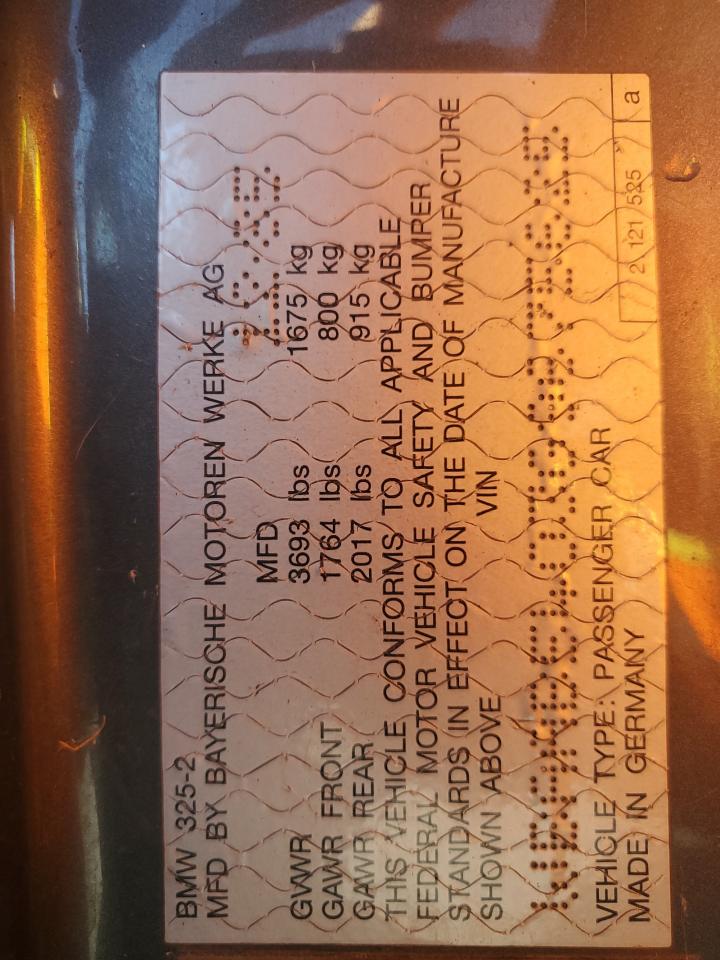 BMW 325-2
MFD BY BAYERISCHE MOTOREN WERKE AG
MFD
GVWR 3693 lbs 1675 kg
GAWR FRONT 1764 lbs 800 kg
GAWR REAR 2017 lbs 915 kg
THIS VEHICLE CONFORMS TO ALL APPLICABLE
FEDERAL MOTOR VEHICLE SAFETY AND BUMPER
STANDARDS IN EFFECT ON THE DATE OF MANUFACTURE
SHOWN ABOVE VIN
VEHICLE TYPE: PASSENGER CAR
MADE IN GERMANY
2 121 525 a